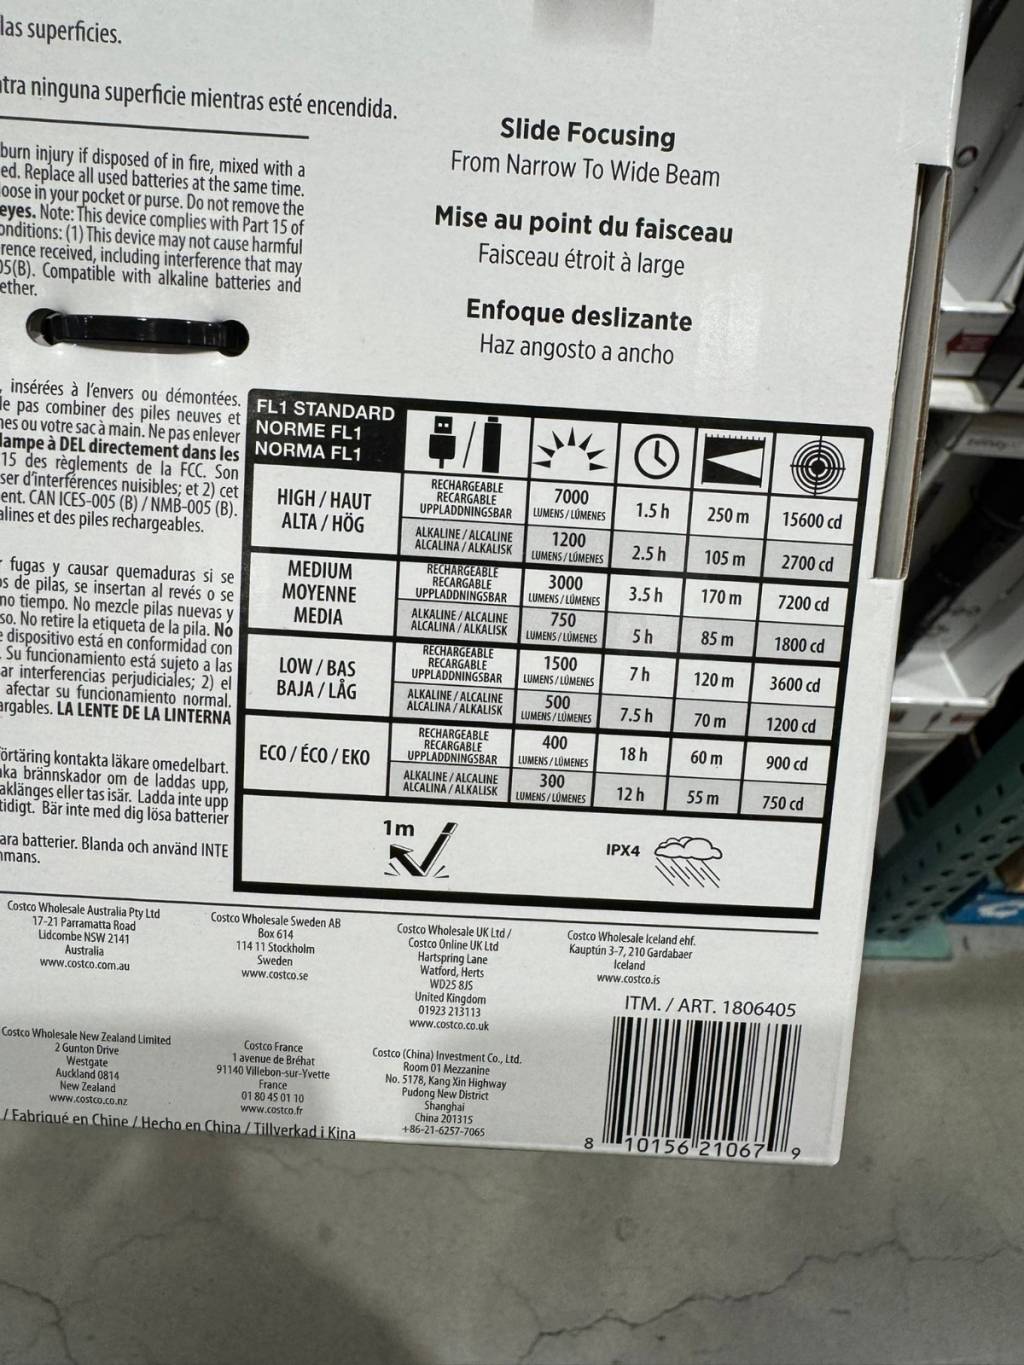 las superficies.
ninguna superficie mientras esté encendida.
burn injury if disposed of in fire, mixed with a
Replace all used batteries at the same time.
in your pocket or purse. Do not remove the
eyes. Note: This device complies with Part 15 of
(1) This device may not cause harmful
received, including interference that may
(B). Compatible with alkaline batteries and
Slide Focusing
From Narrow To Wide Beam
Mise au point du faisceau
Faisceau étroit à large
Enfoque deslizante
Haz angosto a ancho
, insérées à l'envers ou démontées.
pas combiner des piles neuves et
ou votre sac à main. Ne pas enlever
lampe à DEL directement dans les
15 des règlements de la FCC. Son
d'interférences nuisibles; et 2) cet
CAN ICES-005 (B) / NMB-005 (B).
et des piles rechargeables.
fugas y causar quemaduras si se
de pilas, se insertan al revés o se
tiempo. No mezcle pilas nuevas y
No retire la etiqueta de la pila. No
dispositivo está en conformidad con
Su funcionamiento está sujeto a las
interferencias perjudiciales; 2) el
afectar su funcionamiento normal.
LA LENTE DE LA LINTERNA
kontakta läkare omedelbart.
brännskador om de laddas upp,
eller tas isär. Ladda inte upp
Bär inte med dig lösa batterier
batterier. Blanda och använd INTE
FL1 STANDARD
NORME FL1
NORMA FL1
HIGH / HAUT
ALTA / HÖG
RECHARGEABLE
RECARGABLE
UPPLADDNINGSBAR
7000
LUMENS / LÚMENES
1.5 h
250 m
15600 cd
ALKALINE / ALCALINE
ALCALINA / ALKALISK
1200
LUMENS / LÚMENES
2.5 h
105 m
2700 cd
MEDIUM
MOYENNE
MEDIA
RECHARGEABLE
RECARGABLE
UPPLADDNINGSBAR
3000
LUMENS / LÚMENES
3.5 h
170 m
7200 cd
ALKALINE / ALCALINE
ALCALINA / ALKALISK
750
LUMENS / LÚMENES
5 h
85 m
1800 cd
LOW / BAS
BAJA / LÅG
RECHARGEABLE
RECARGABLE
UPPLADDNINGSBAR
1500
LUMENS / LÚMENES
7 h
120 m
3600 cd
ALKALINE / ALCALINE
ALCALINA / ALKALISK
500
LUMENS / LÚMENES
7.5 h
70 m
1200 cd
ECO / ÉCO / EKO
RECHARGEABLE
RECARGABLE
UPPLADDNINGSBAR
400
LUMENS / LÚMENES
18 h
60 m
900 cd
ALKALINE / ALCALINE
ALCALINA / ALKALISK
300
LUMENS / LÚMENES
12 h
55 m
750 cd
1m
IPX4
Costco Wholesale Australia Pty Ltd
17-21 Parramatta Road
Lidcombe NSW 2141
Australia
www.costco.com.au
Costco Wholesale Sweden AB
Box 614
114 11 Stockholm
Sweden
www.costco.se
Costco Wholesale UK Ltd /
Costco Online UK Ltd
Hartspring Lane
Watford, Herts
WD25 8JS
United Kingdom
01923 213113
www.costco.co.uk
Costco Wholesale Iceland ehf.
Kauptún 3-7, 210 Gardabaer
Iceland
www.costco.is
Costco Wholesale New Zealand Limited
2 Gunton Drive
Westgate
Auckland 0814
New Zealand
www.costco.co.nz
Costco France
1 avenue de Bréhat
91140 Villebon-sur-Yvette
France
01 80 45 01 10
www.costco.fr
Costco (China) Investment Co., Ltd.
Room 01 Mezzanine
No. 5178, Kang Xin Highway
Pudong New District
Shanghai
China 201315
+86-21-6257-7065
ITM. / ART. 1806405
8 10156 21067 9
/ Fabriqué en Chine / Hecho en China / Tillverkad i Kina